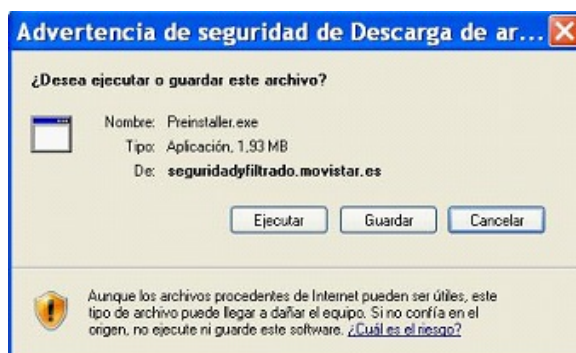 Advertencia de seguridad de Descarga de ar...
¿Desea ejecutar o guardar este archivo?
Nombre: Preinstaller.exe
Tipo: Aplicación, 1,93 MB
De: seguridadyfiltrado.movistar.es
Ejecutar Guardar Cancelar
Aunque los archivos procedentes de Internet pueden ser útiles, este
tipo de archivo puede llegar a dañar el equipo. Si no confía en el
origen, no ejecute ni guarde este software. ¿Cuál es el riesgo?